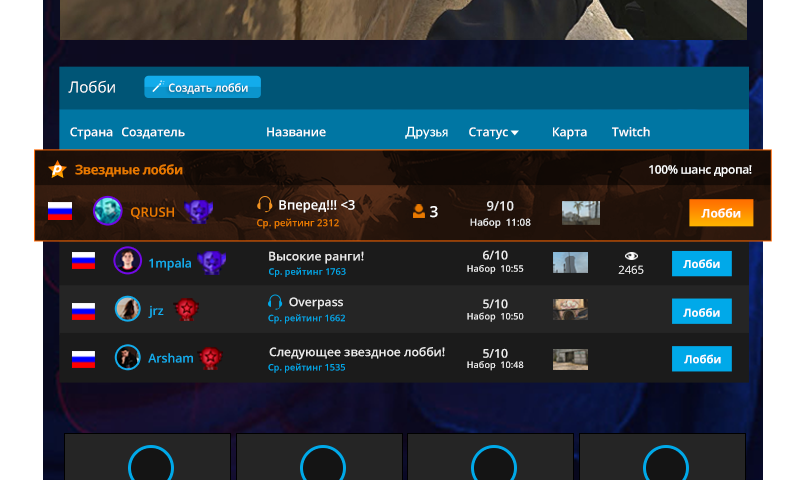 Лобби Создать лобби
Страна Создатель Название Друзья Статус Карта Twitch
Звездные лобби 100% шанс дропа!
QRUSH Вперед!!! <3 3 9/10 Лобби
Ср. рейтинг 2312 Набор 11:08
1mpala Высокие ранги! 6/10 2465 Лобби
Ср. рейтинг 1763 Набор 10:55
jrz Overpass 5/10 Лобби
Ср. рейтинг 1662 Набор 10:50
Arsham Следующее звездное лобби! 5/10 Лобби
Ср. рейтинг 1535 Набор 10:48